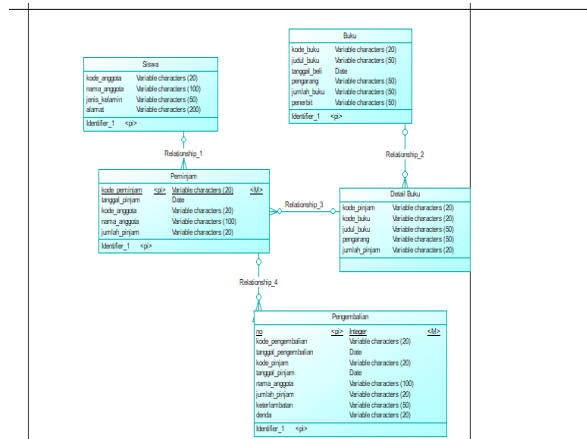 Buku
kode_buku Variable characters (20)
judul_buku Variable characters (50)
tanggal_beli Date
pengarang Variable characters (50)
jumlah_buku Variable characters (50)
penerbit Variable characters (50)
Identifier_1 <pi>
Siswa
kode_anggota Variable characters (20)
nama_anggota Variable characters (100)
jenis_kelamin Variable characters (50)
alamat Variable characters (200)
Identifier_1 <pi>
Relationship_1
Relationship_2
Peminjam
kode_peminjam <pi> Variable characters (20) <M>
tanggal_pinjam Date
kode_anggota Variable characters (20)
nama_anggota Variable characters (100)
jumlah_pinjam Variable characters (20)
Identifier_1 <pi>
Relationship_3
Detail Buku
kode_pinjam Variable characters (20)
kode_buku Variable characters (20)
judul_buku Variable characters (50)
pengarang Variable characters (50)
jumlah_pinjam Variable characters (20)
Relationship_4
Pengembalian
no <pi> Integer <M>
kode_pengembalian Variable characters (20)
tanggal_pengembalian Date
kode_pinjam Variable characters (20)
tanggal_pinjam Date
nama_anggota Variable characters (100)
jumlah_pinjam Variable characters (20)
keterlambatan Variable characters (50)
denda Variable characters (20)
Identifier_1 <pi>